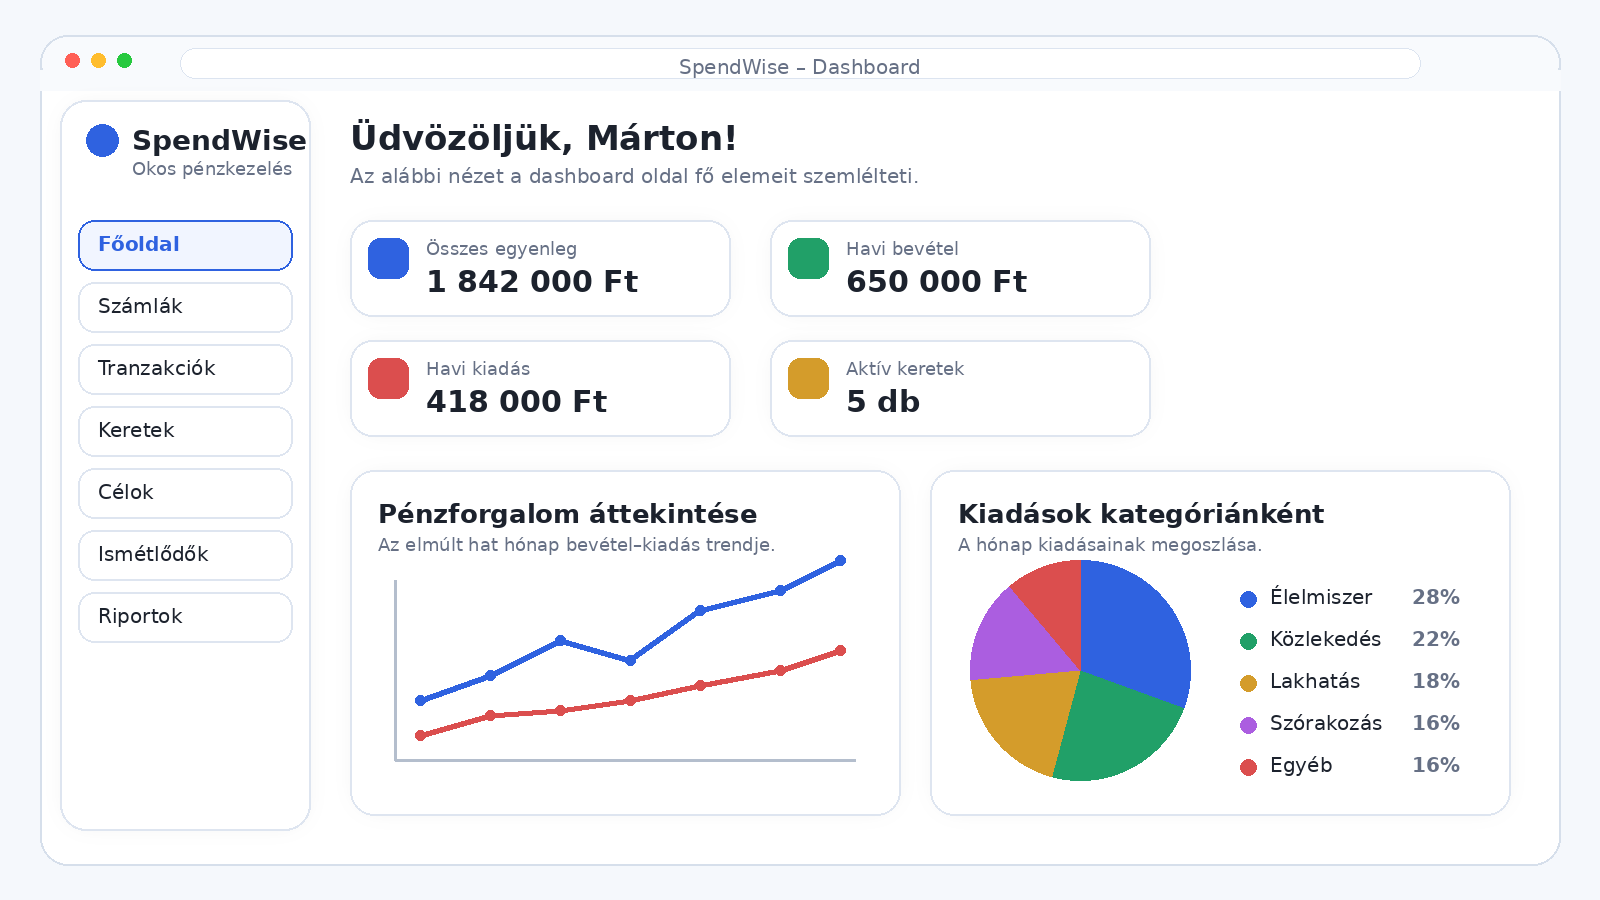 SpendWise – Dashboard
SpendWise
Okos pénzkezelés
Főoldal
Számlák
Tranzakciók
Keretek
Célok
Ismétlődők
Riportok
Üdvözöljük, Márton!
Az alábbi nézet a dashboard oldal fő elemeit szemlélteti.
Összes egyenleg
1 842 000 Ft
Havi bevétel
650 000 Ft
Havi kiadás
418 000 Ft
Aktív keretek
5 db
Pénzforgalom áttekintése
Az elmúlt hat hónap bevétel–kiadás trendje.
Kiadások kategóriánként
A hónap kiadásainak megoszlása.
Élelmiszer 28%
Közlekedés 22%
Lakhatás 18%
Szórakozás 16%
Egyéb 16%